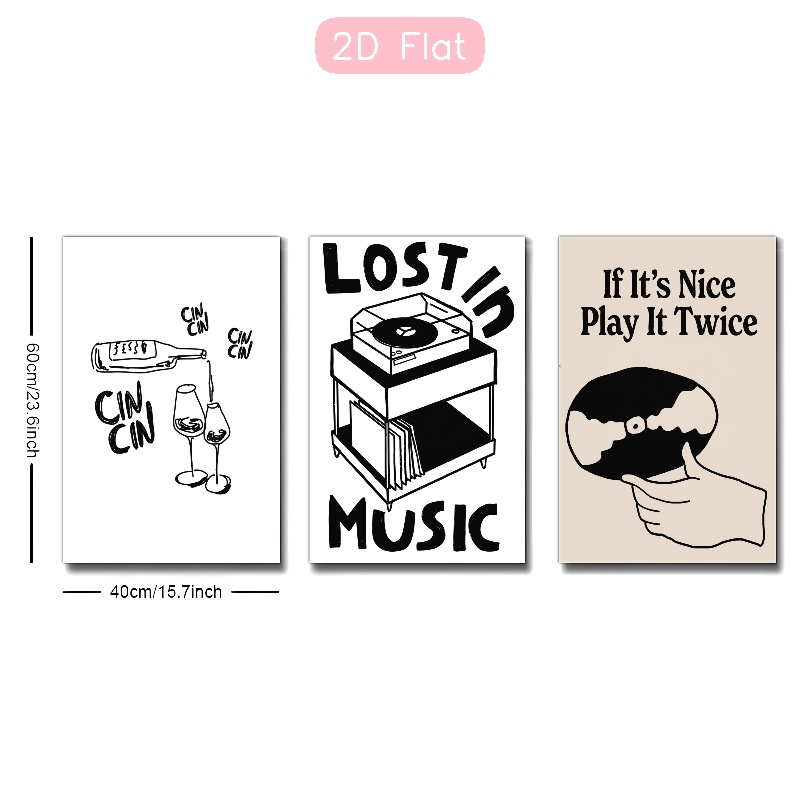 2D Flat
60cm/23.6inch
40cm/15.7inch
CIN
CIN
CIN
CIN
CIN
CIN
LOST In
MUSIC
If It's Nice
Play It Twice